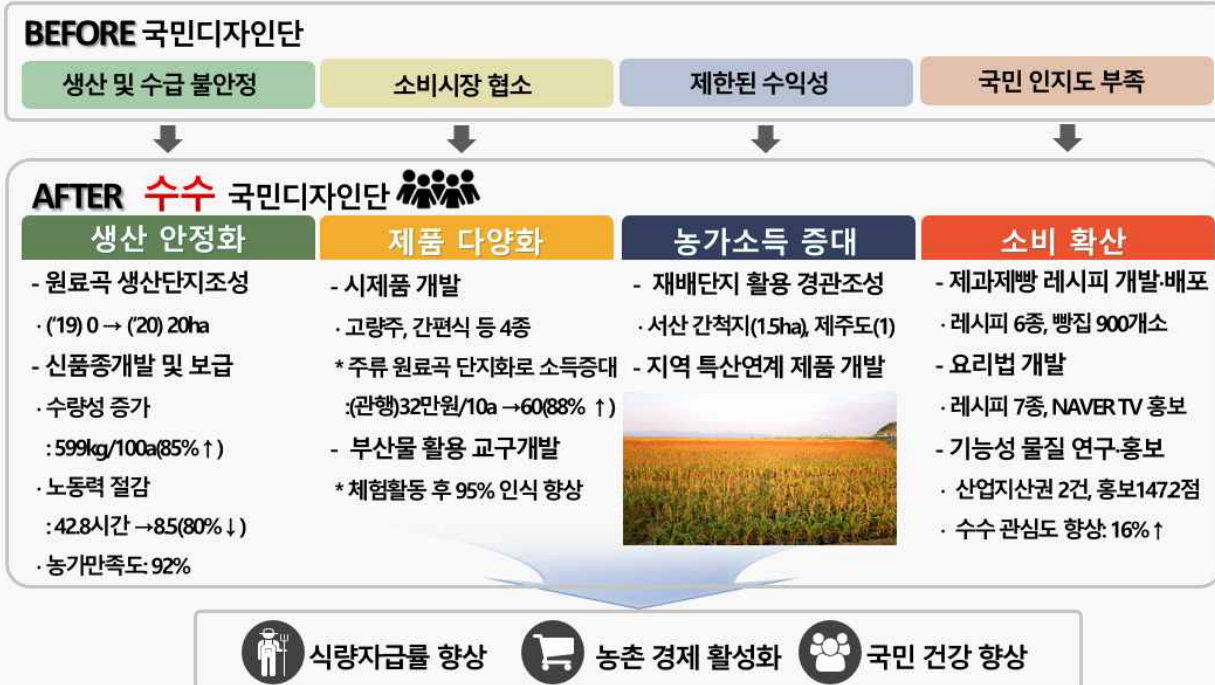 BEFORE 국민디자인단
생산 및 수급 불안정
소비시장 협소
제한된 수익성
국민 인지도 부족
AFTER 수수 국민디자인단
생산 안정화
- 원료곡 생산단지조성
· ('19) 0 → ('20) 20ha
- 신품종개발 및 보급
· 수량성 증가
: 599kg/100a(85%↑)
· 노동력 절감
: 42.8시간 →8.5(80%↓)
· 농가만족도: 92%
제품 다양화
- 시제품 개발
· 고량주, 간편식 등 4종
* 주류 원료곡 단지화로 소득증대
:(관행)32만원/10a →60(88% ↑)
- 부산물 활용 교구개발
* 체험활동 후 95% 인식 향상
농가소득 증대
- 재배단지 활용 경관조성
· 서산 간척지(1.5ha), 제주도(1)
- 지역 특산연계 제품 개발
소비 확산
- 제과제빵 레시피 개발·배포
· 레시피 6종, 빵집 900개소
- 요리법 개발
· 레시피 7종, NAVER TV 홍보
- 기능성 물질 연구·홍보
· 산업지산권 2건, 홍보147.2점
· 수수 관심도 향상: 16%↑
식량자급률 향상
농촌 경제 활성화
국민 건강 향상